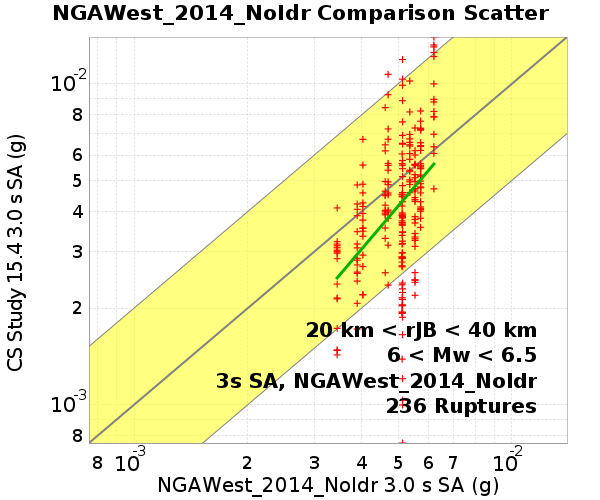 NGAWest_2014_NoIdr Comparison Scatter
CS Study 15.4 3.0 s SA (g)
10-2
8
6
5
4
3
2
10-3
8
20 km < rJB < 40 km
6 < Mw < 6.5
3s SA, NGAWest_2014_NoIdr
236 Ruptures
8 10-3 2 3 4 5 6 7 10-2
NGAWest_2014_NoIdr 3.0 s SA (g)